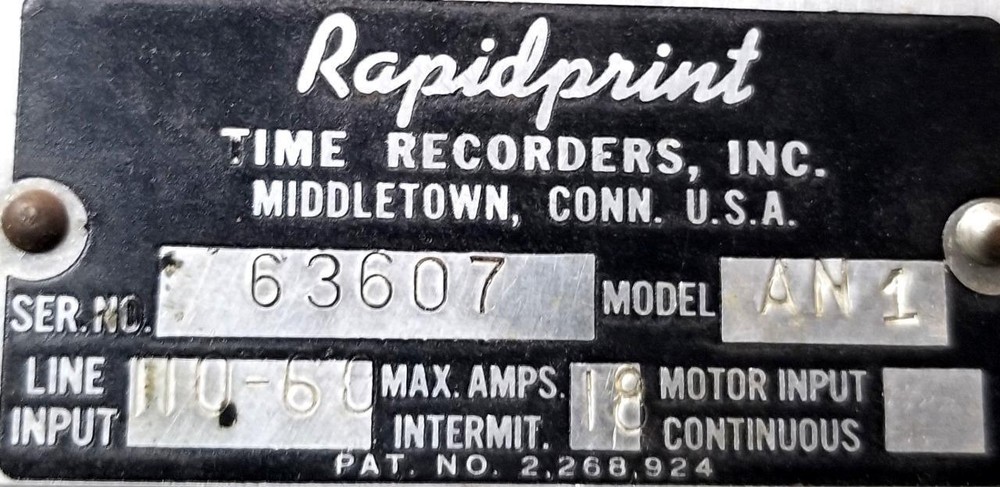 Rapidprint
TIME RECORDERS, INC.
MIDDLETOWN, CONN. U.S.A.
SER. NO. 63607 MODEL AN 1
LINE INPUT 110-60 MAX. AMPS. INTERMIT. 18 MOTOR INPUT CONTINUOUS
PAT. NO. 2,268,924